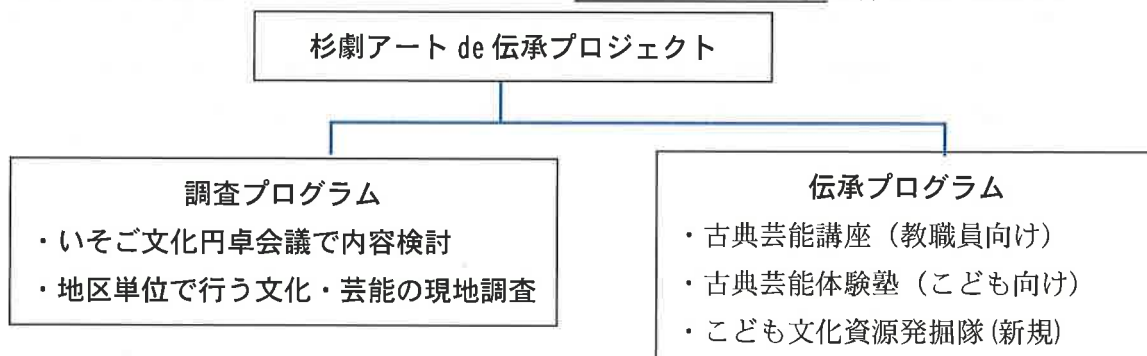 杉劇アート de 伝承プロジェクト
調査プログラム
・いそご文化円卓会議で内容検討
・地区単位で行う文化・芸能の現地調査
伝承プログラム
・古典芸能講座（教職員向け）
・古典芸能体験塾（こども向け）
・こども文化資源発掘隊(新規)